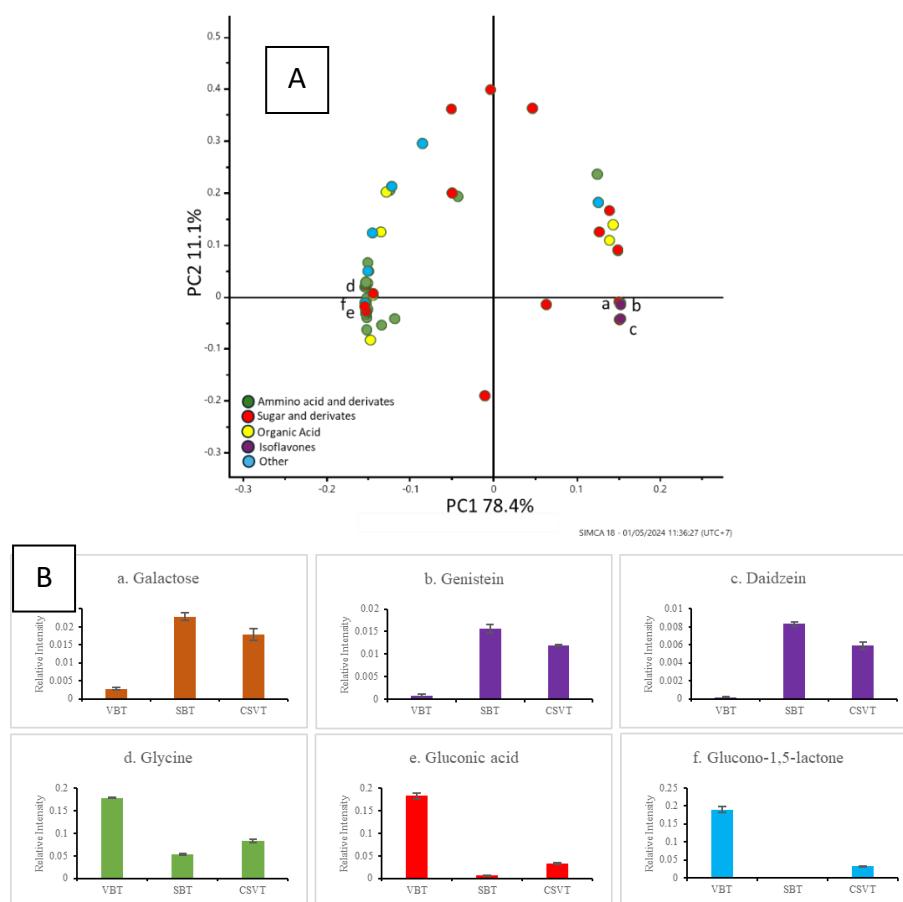 A
0.5
0.4
0.3
0.2
0.1
0
-0.1
-0.2
-0.3
PC2 11.1%
d
f
e
a
b
c
Ammino acid and derivates
Sugar and derivates
Organic Acid
Isoflavones
Other
-0.3 -0.2 -0.1 0 0.1 0.2
PC1 78.4%
SIMCA 18 - 01/05/2024 11:36:27 (UTC+7)
B
a. Galactose
Relative Intensity
0.02
0.015
0.01
0.005
0
VBT SBT CSVT
b. Genistein
Relative Intensity
0.02
0.015
0.01
0.005
0
VBT SBT CSVT
c. Daidzein
Relative Intensity
0.01
0.008
0.006
0.004
0.002
0
VBT SBT CSVT
d. Glycine
Relative Intensity
0.2
0.15
0.1
0.05
0
VBT SBT CSVT
e. Gluconic acid
Relative Intensity
0.2
0.15
0.1
0.05
0
VBT SBT CSVT
f. Glucono-1,5-lactone
Relative Intensity
0.25
0.2
0.15
0.1
0.05
0
VBT SBT CSVT